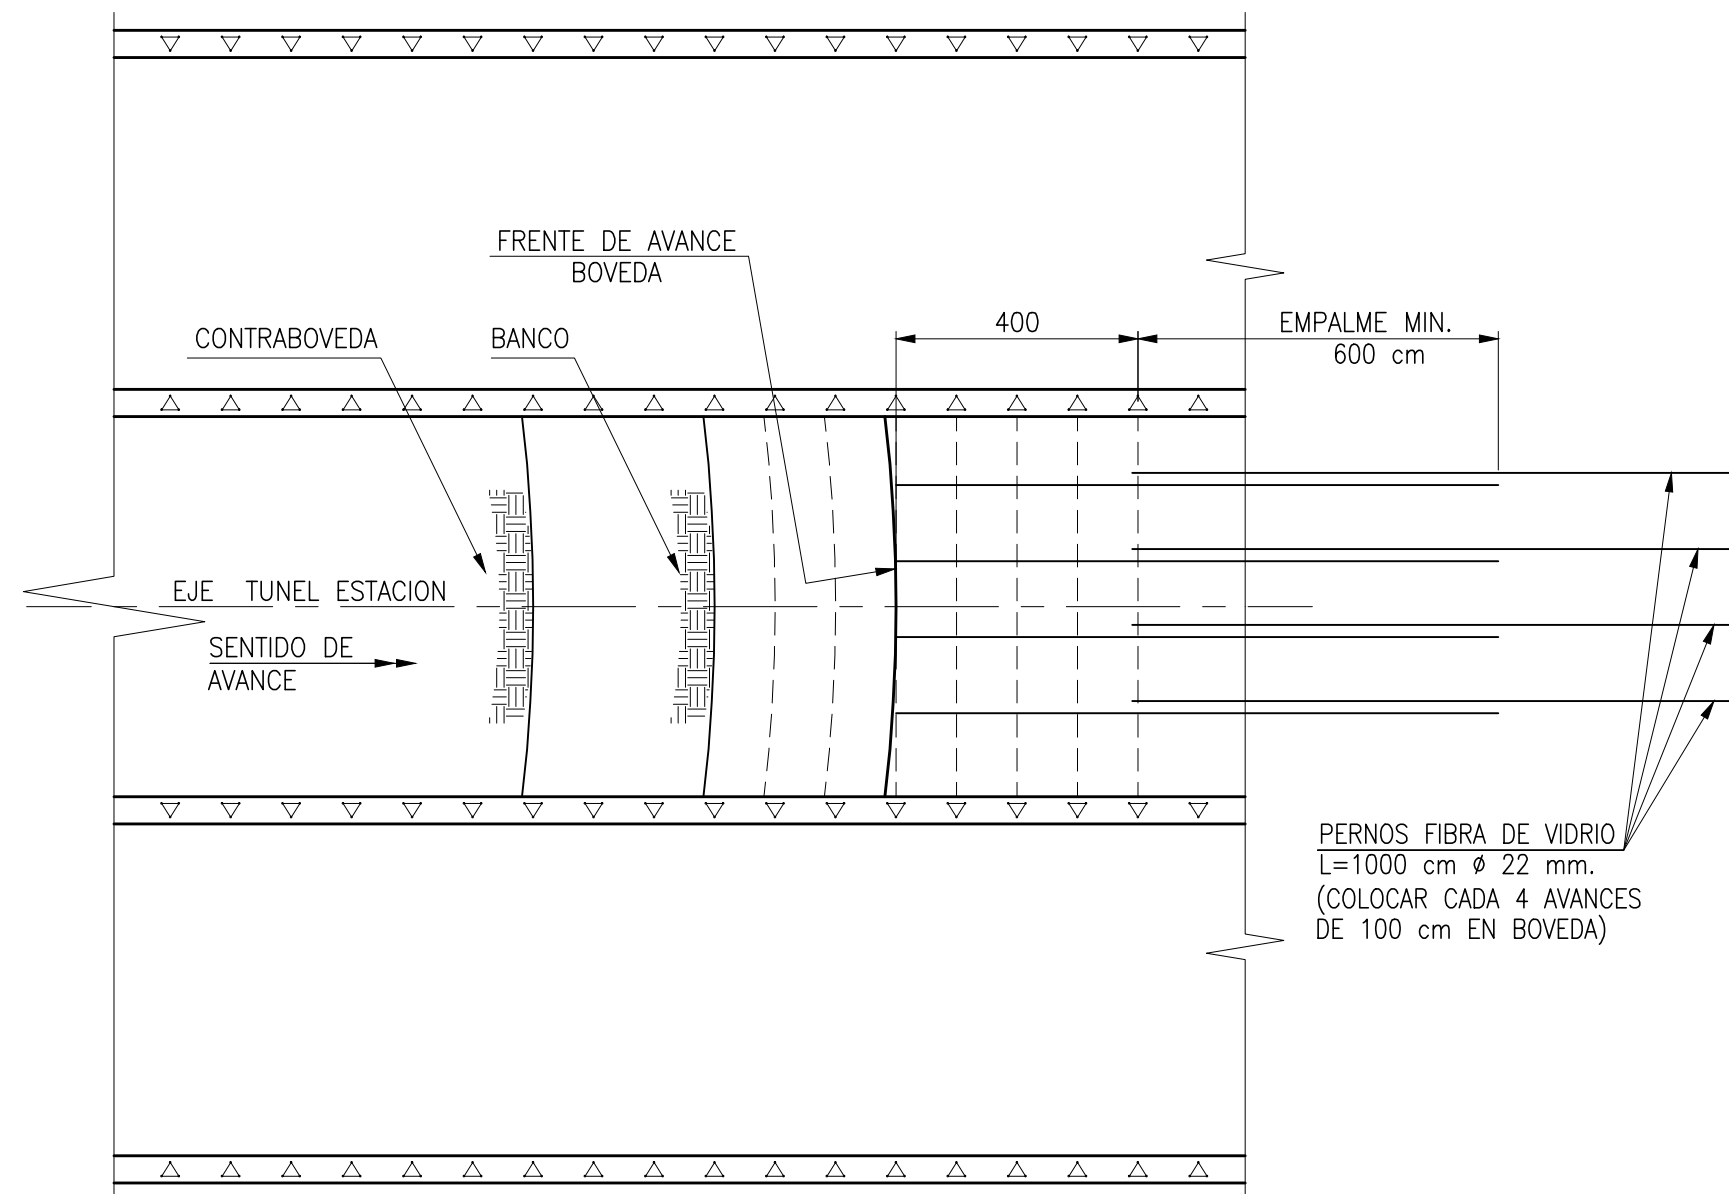 FRENTE DE AVANCE
BOVEDA
CONTRABOVEDA
BANCO
400
EMPALME MIN.
600 cm
EJE TUNEL ESTACION
SENTIDO DE
AVANCE
PERNOS FIBRA DE VIDRIO
L=1000 cm ø 22 mm.
(COLOCAR CADA 4 AVANCES
DE 100 cm EN BOVEDA)